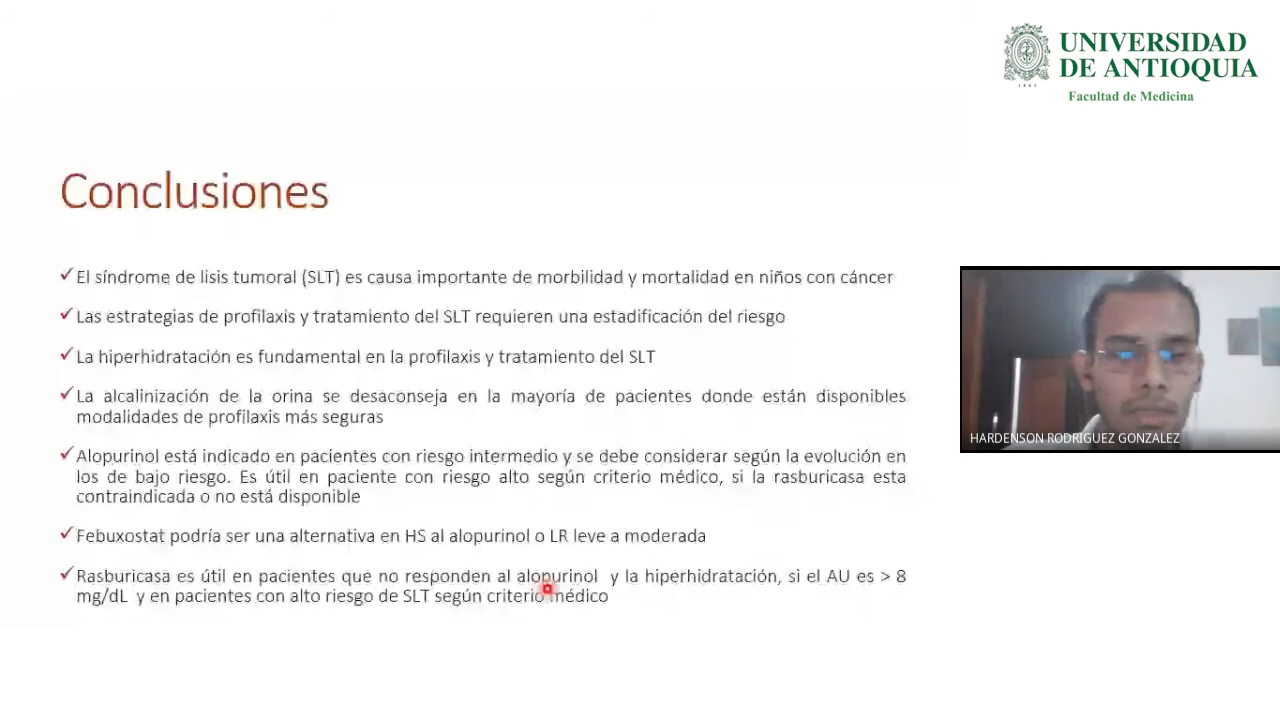 UNIVERSIDAD
DE ANTIOQUIA
Facultad de Medicina
Conclusiones
✓El síndrome de lisis tumoral (SLT) es causa importante de morbilidad y mortalidad en niños con cáncer
✓Las estrategias de profilaxis y tratamiento del SLT requieren una estadificación del riesgo
✓La hiperhidratación es fundamental en la profilaxis y tratamiento del SLT
✓La alcalinización de la orina se desaconseja en la mayoría de pacientes donde están disponibles
modalidades de profilaxis más seguras
✓Alopurinol está indicado en pacientes con riesgo intermedio y se debe considerar según la evolución en
los de bajo riesgo. Es útil en paciente con riesgo alto según criterio médico, si la rasburicasa esta
contraindicada o no está disponible
✓Febuxostat podría ser una alternativa en HS al alopurinol o LR leve a moderada
✓Rasburicasa es útil en pacientes que no responden al alopurinol y la hiperhidratación, si el AU es > 8
mg/dL y en pacientes con alto riesgo de SLT según criterio médico
HARDENSON RODRIGUEZ GONZALEZ